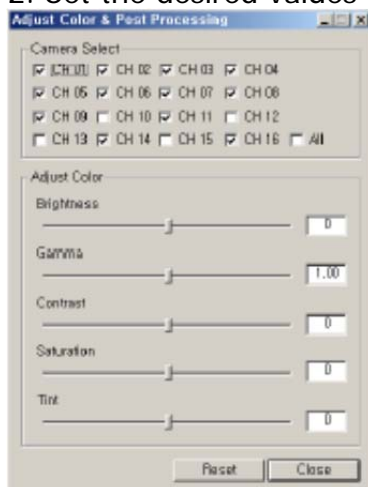 2. Set the desired values
Adjust Color & Post Processing
Camera Select
CH 01 CH 02 CH 03 CH 04
CH 05 CH 06 CH 07 CH 08
CH 09 CH 10 CH 11 CH 12
CH 13 CH 14 CH 15 CH 16 All
Adjust Color
Brightness
0
Gamma
1.00
Contrast
0
Saturation
0
Tint
0
Reset Close